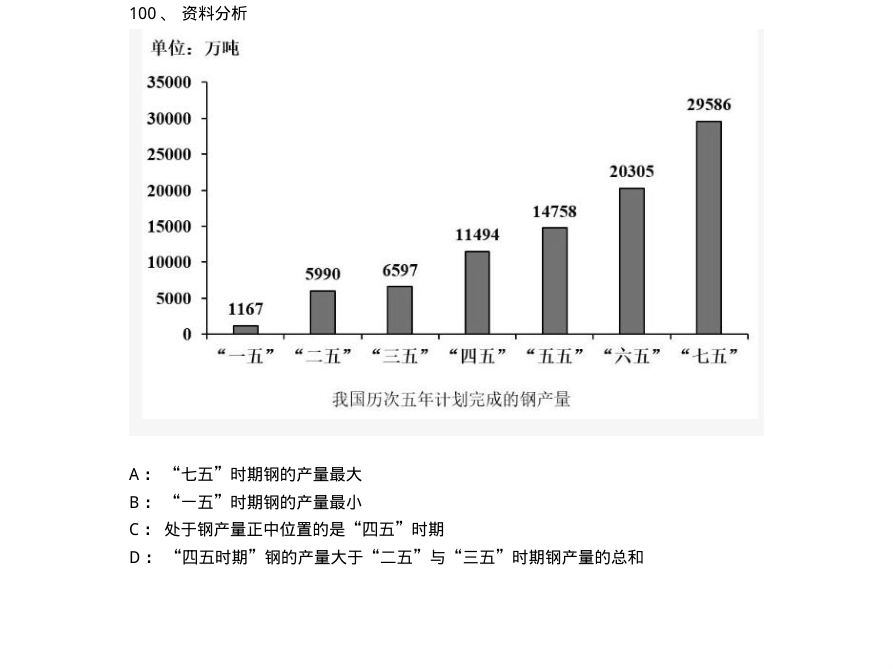 100 、 资料分析
单位：万吨
35000
30000
25000
20000
15000
10000
5000
0
1167
5990
6597
11494
14758
20305
29586
“一五” “二五” “三五” “四五” “五五” “六五” “七五”
我国历次五年计划完成的钢产量
A ： “七五”时期钢的产量最大
B ： “一五”时期钢的产量最小
C ： 处于钢产量正中位置的是“四五”时期
D ： “四五时期”钢的产量大于“二五”与“三五”时期钢产量的总和